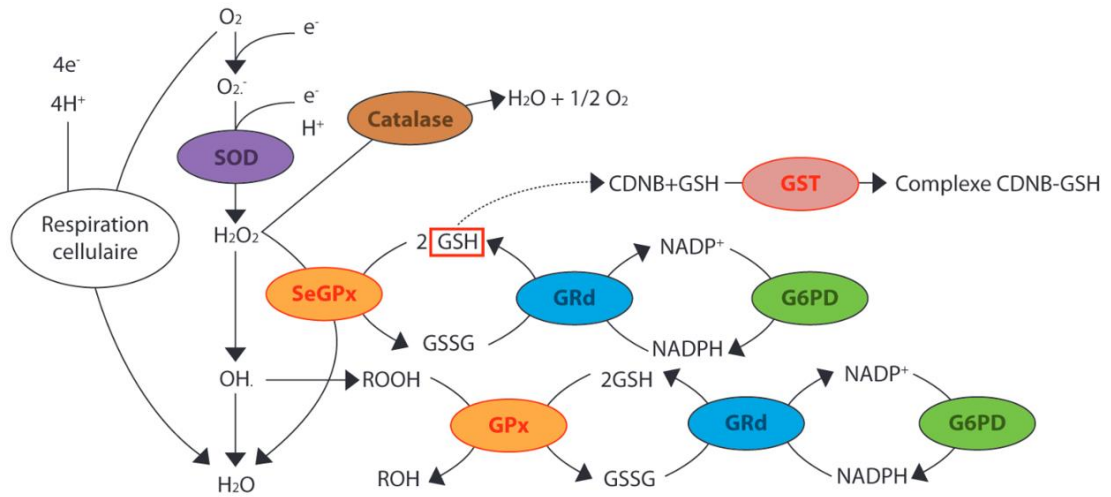 O₂
e⁻
4e⁻
4H⁺
O₂.⁻
e⁻
H⁺
Catalase
H₂O + 1/2 O₂
SOD
CDNB+GSH
GST
Complexe CDNB-GSH
Respiration
cellulaire
H₂O₂
2 GSH
NADP⁺
SeGPx
GRd
G6PD
GSSG
NADPH
OH.
ROOH
2GSH
NADP⁺
GPx
GRd
G6PD
H₂O
ROH
GSSG
NADPH